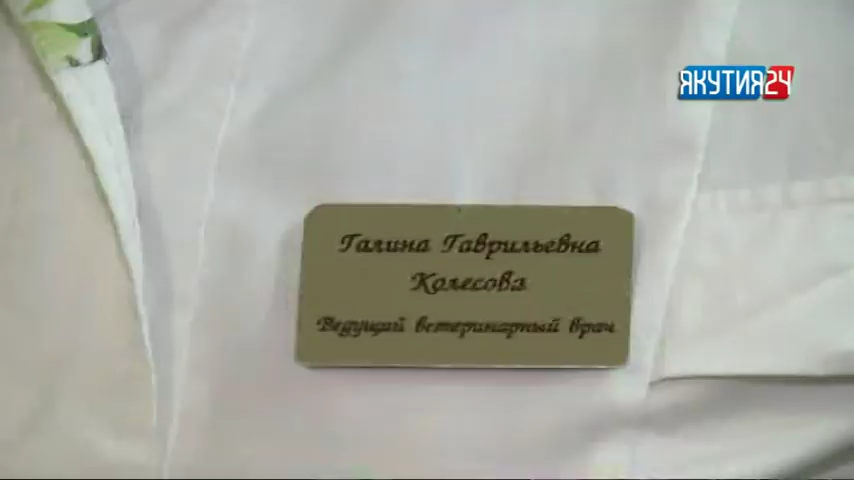 ЯКУТИЯ24
Галина Гаврильевна
Колесова
Ведущий ветеринарный врач